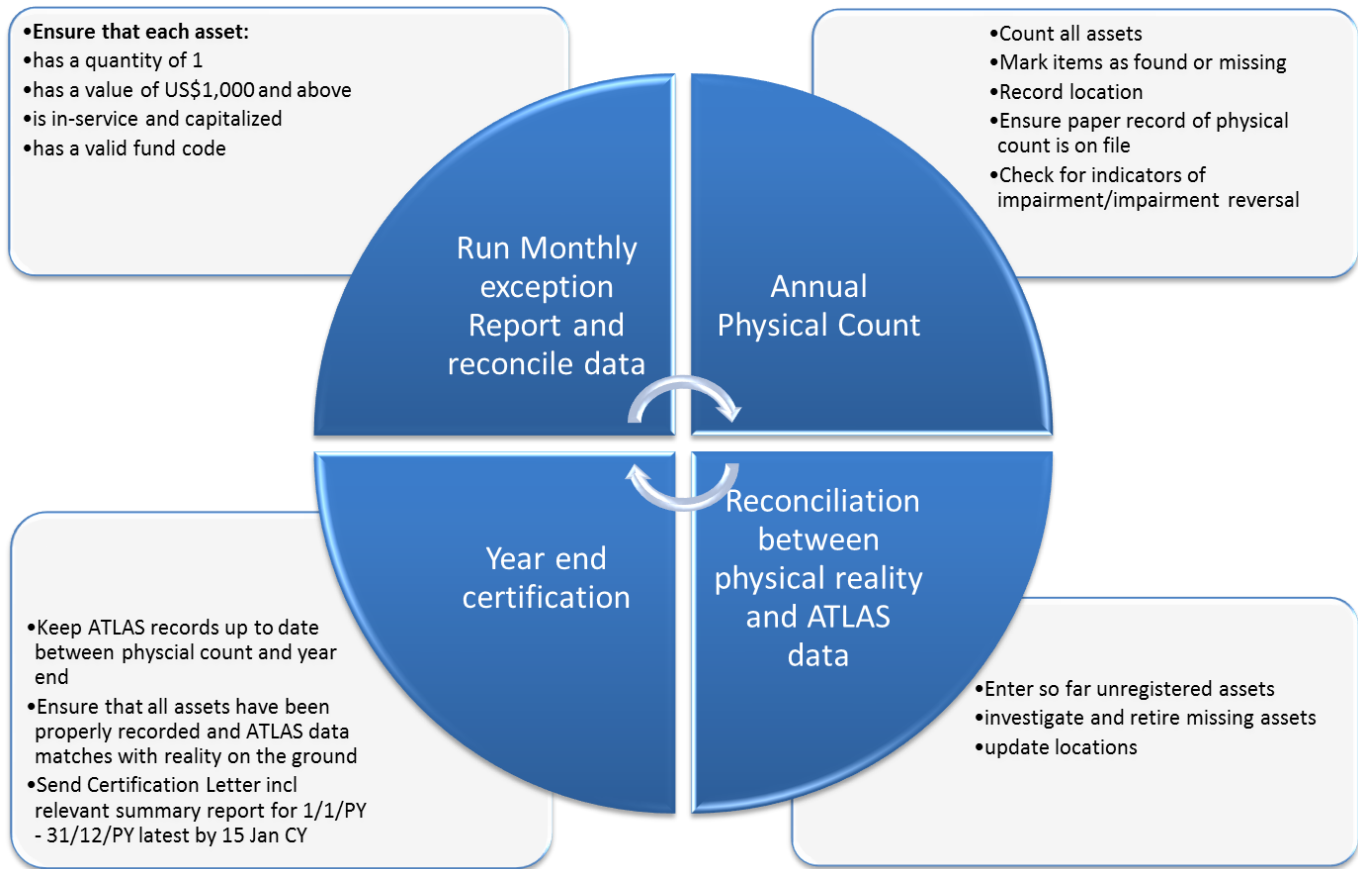 •Ensure that each asset:
•has a quantity of 1
•has a value of US$1,000 and above
•is in-service and capitalized
•has a valid fund code
•Count all assets
•Mark items as found or missing
•Record location
•Ensure paper record of physical
count is on file
•Check for indicators of
impairment/impairment reversal
Run Monthly
exception
Report and
reconcile data
Annual
Physical Count
Year end
certification
Reconciliation
between
physical reality
and ATLAS
data
•Keep ATLAS records up to date
between physcial count and year
end
•Ensure that all assets have been
properly recorded and ATLAS data
matches with reality on the ground
•Send Certification Letter incl
relevant summary report for 1/1/PY
- 31/12/PY latest by 15 Jan CY
•Enter so far unregistered assets
•investigate and retire missing assets
•update locations